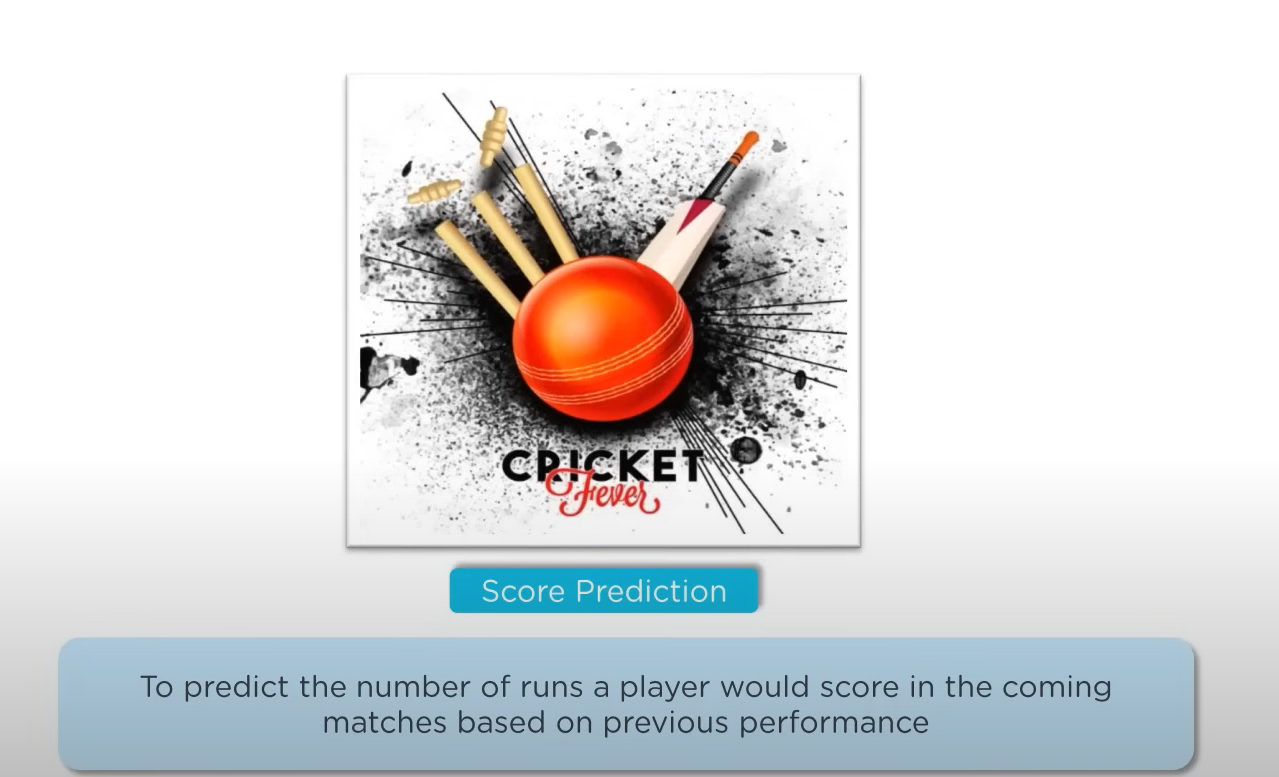 CRICKET
Fever
Score Prediction
To predict the number of runs a player would score in the coming
matches based on previous performance